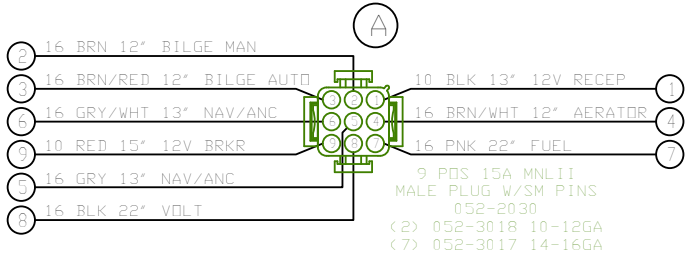 A
2 16 BRN 12" BILGE MAN
3 16 BRN/RED 12" BILGE AUTO
6 16 GRY/WHT 13" NAV/ANC
9 10 RED 15" 12V BRKR
5 16 GRY 13" NAV/ANC
8 16 BLK 22" VOLT
3 2 1
6 5 4
9 8 7
10 BLK 13" 12V RECEP 1
16 BRN/WHT 12" AERATOR 4
16 PNK 22" FUEL 7
9 POS 15A MNLII
MALE PLUG W/SM PINS
052-2030
(2) 052-3018 10-12GA
(7) 052-3017 14-16GA